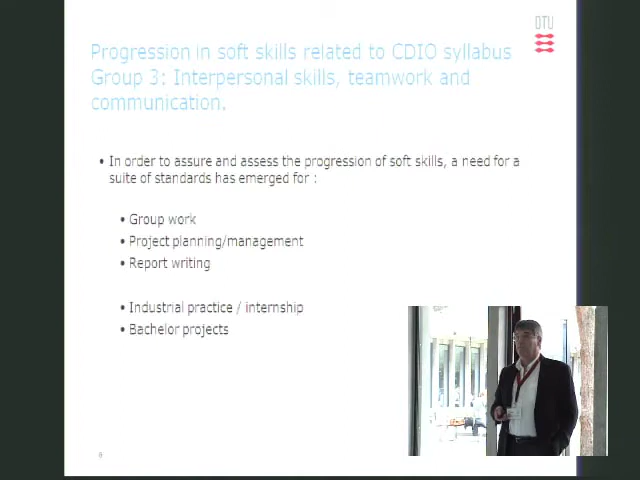 DTU
Progression in soft skills related to CDIO syllabus
Group 3: Interpersonal skills, teamwork and
communication.
• In order to assure and assess the progression of soft skills, a need for a
suite of standards has emerged for :
• Group work
• Project planning/management
• Report writing
• Industrial practice / internship
• Bachelor projects